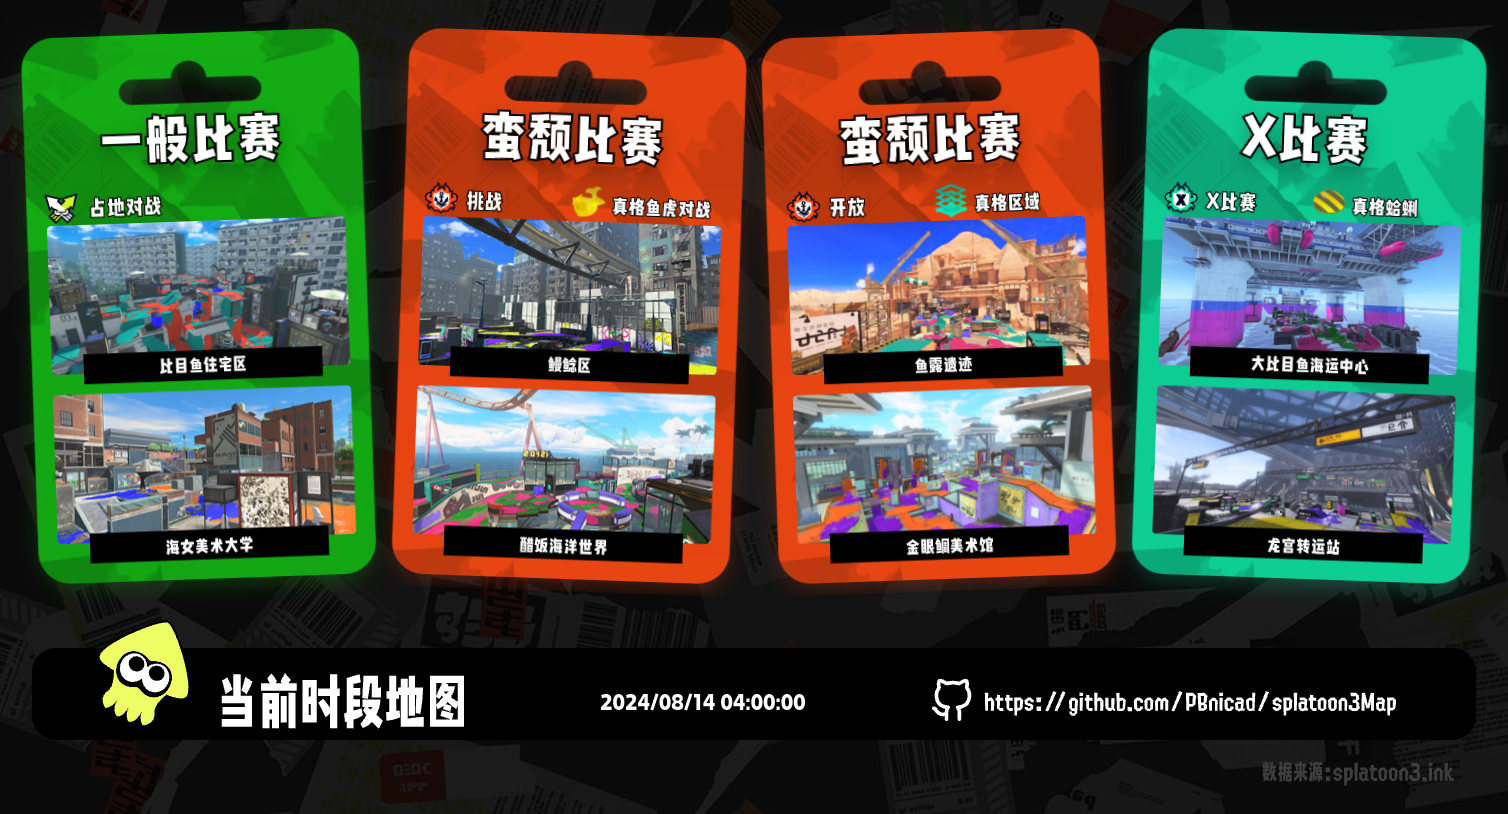 一般比赛
占地对战
比目鱼住宅区
海女美术大学
蛮颓比赛
挑战
真格鱼虎对战
鳗鲶区
醋饭海洋世界
蛮颓比赛
开放
真格区域
鱼露遗迹
金眼鲷美术馆
X比赛
X比赛
真格蛤蜊
大比目鱼海运中心
龙宫转运站
当前时段地图
2024/08/14 04:00:00
https://github.com/PBnicad/splatoon3Map
数据来源:splatoon3.ink